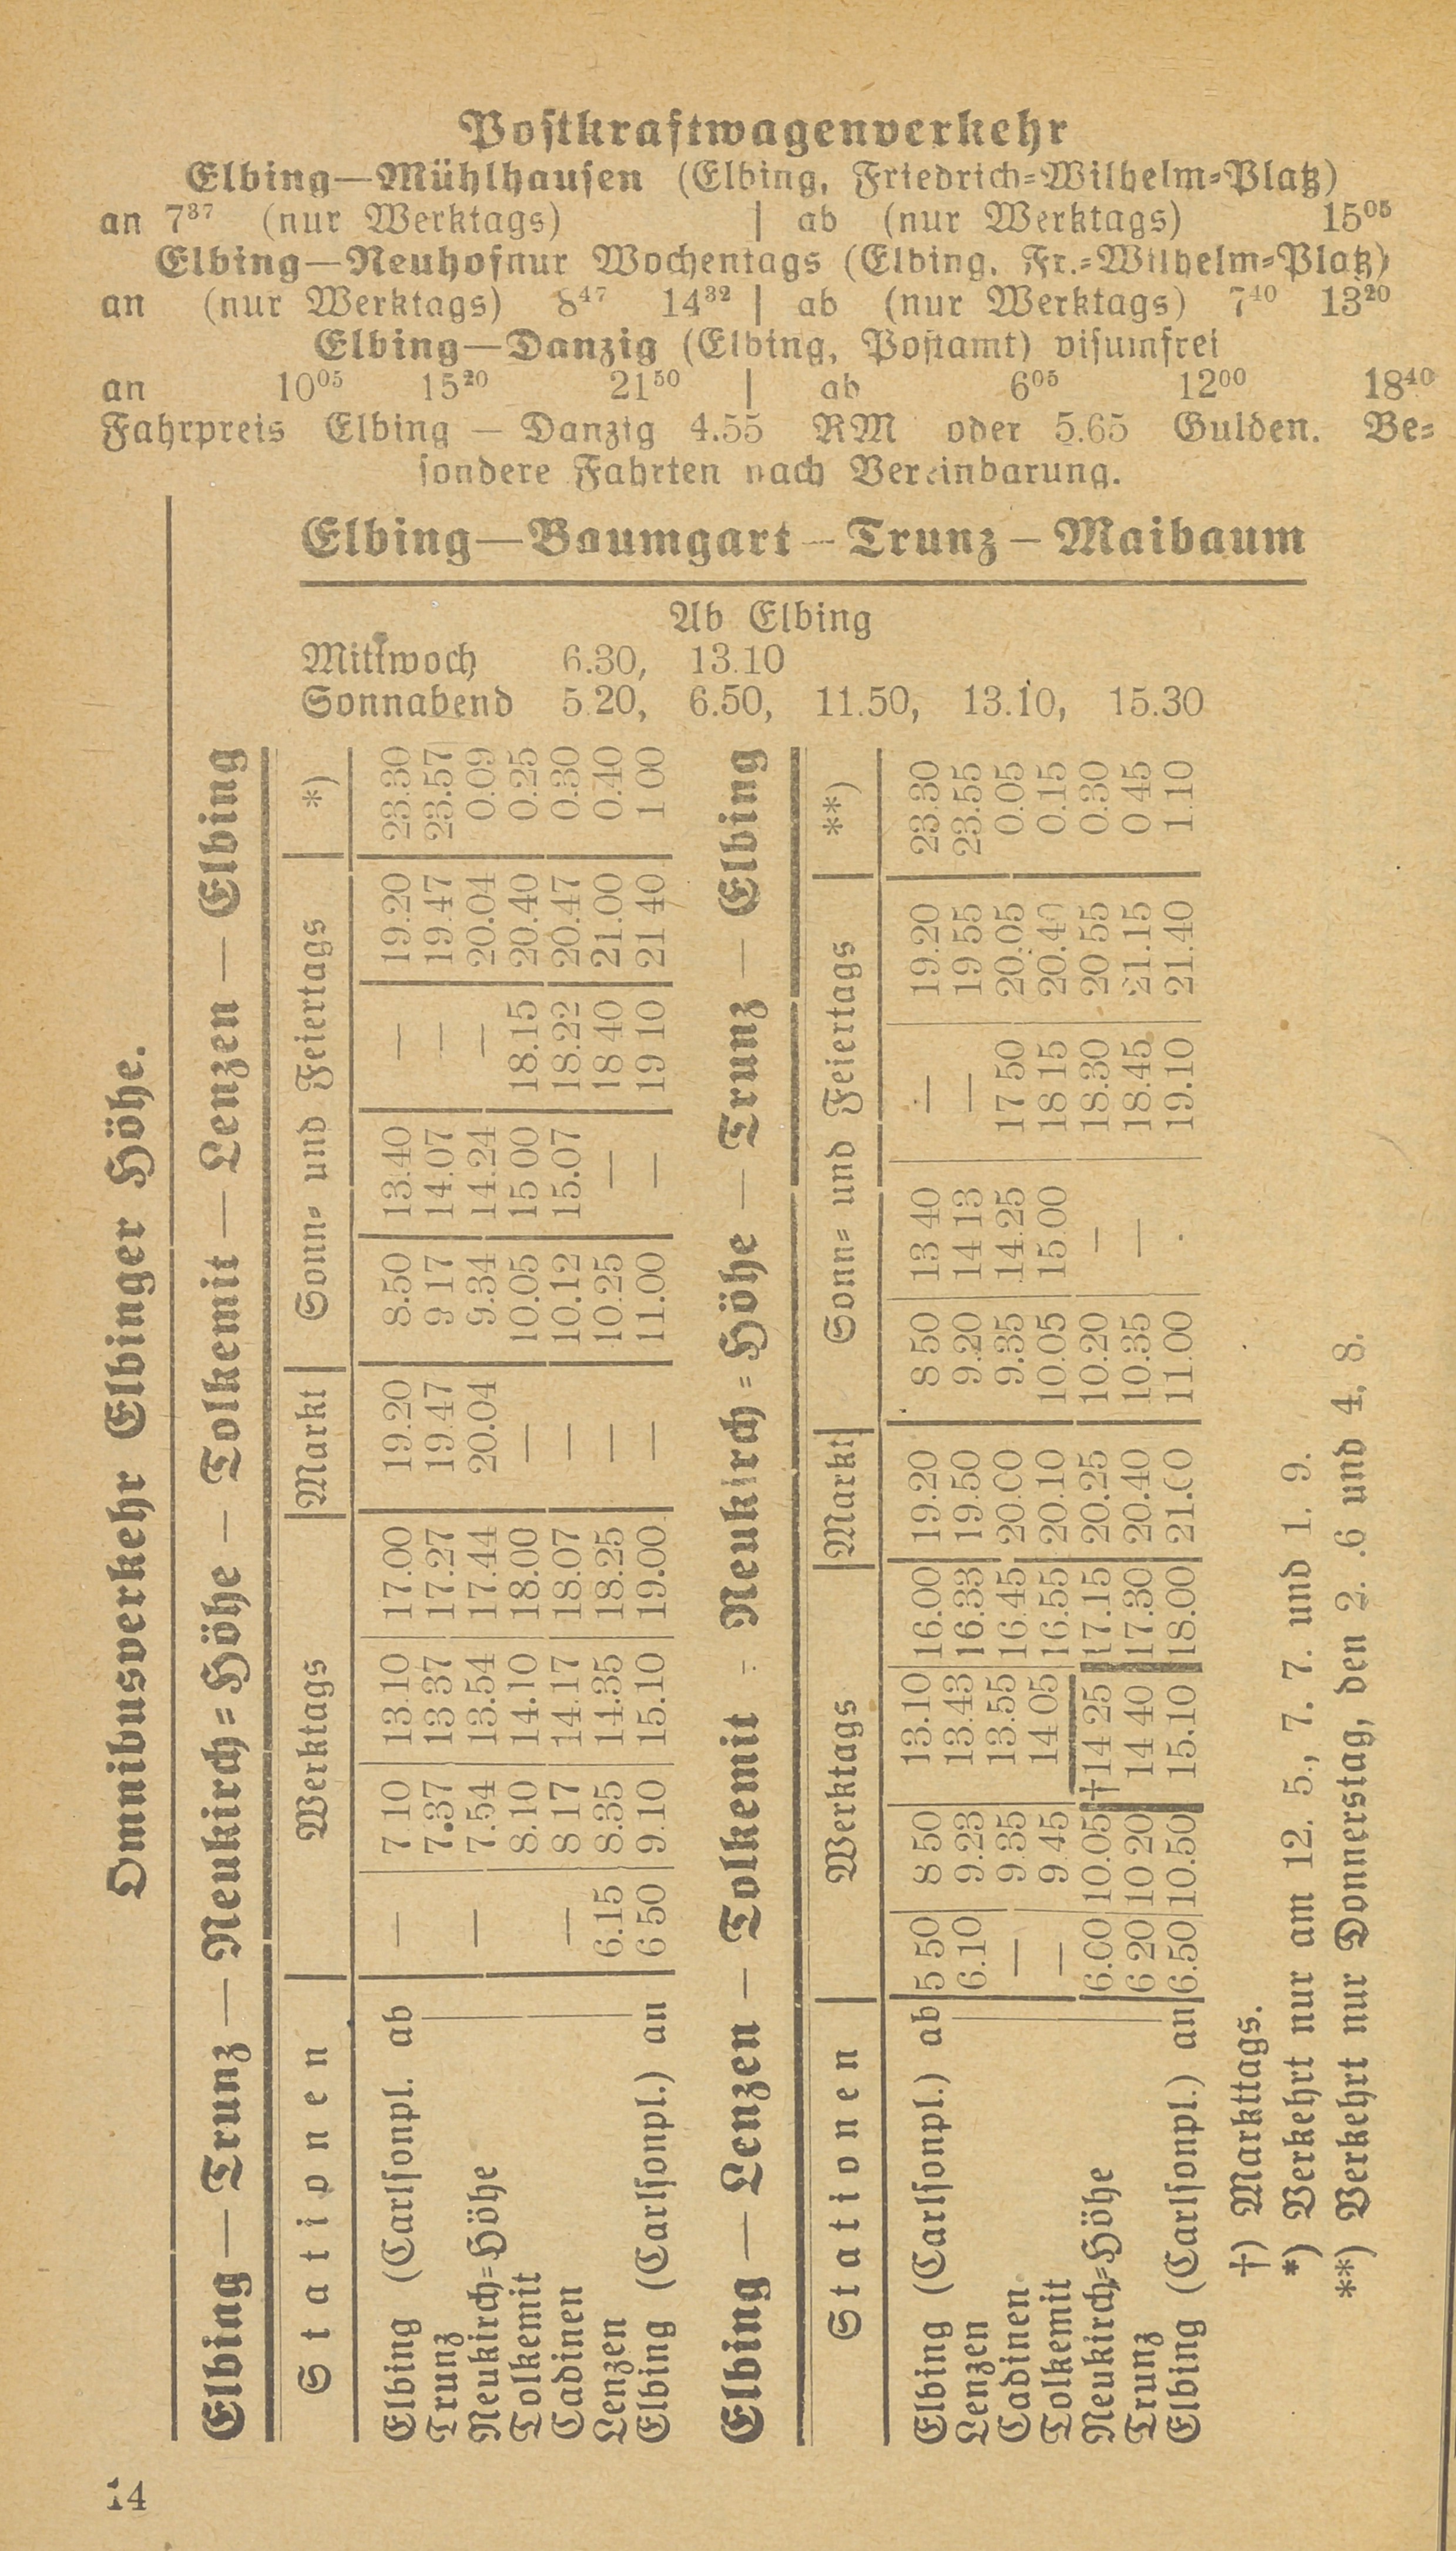 Postkraftwagenverkehr
Elbing—Mühlhausen (Elbing, Friedrich=Wilhelm=Platz)
an 7³⁷ (nur Werktags) | ab (nur Werktags) 15⁰⁵
Elbing—Neuhof nur Wochentags (Elbing, Fr.=Wilhelm=Platz)
an (nur Werktags) 8⁴⁷ 14³² | ab (nur Werktags) 7⁴⁰ 13²⁰
Elbing—Danzig (Elbing, Postamt) visumfrei
an 10⁰⁵ 15²⁰ 21⁵⁰ | ab 6⁰⁵ 12⁰⁰ 18⁴⁰
Fahrpreis Elbing — Danzig 4.55 RM oder 5.65 Gulden. Be=
sondere Fahrten nach Vereinbarung.
Elbing—Baumgart—Trunz—Maibaum
Ab Elbing
Mittwoch 6.30, 13.10
Sonnabend 5 20, 6.50, 11.50, 13.10, 15.30
Omnibusverkehr Elbinger Höhe.
Elbing — Trunz — Neukirch=Höhe — Tolkemit — Lenzen — Elbing
Stationen | Werktags | Markt | Sonn= und Feiertags | *)
Elbing (Carlsonpl. ab — 7 10 13 10 17.00 19.20 8.50 13.40 — 19.20 23.30
Trunz 7.37 13 37 17.27 19.47 9 17 14.07 — 19.47 23.57
Neukirch=Höhe — 7.54 13.54 17.44 20.04 9.34 14.24 — 20.04 0.09
Tolkemit 8.10 14.10 18.00 — 10.05 15 00 18.15 20.40 0.25
Cadinen — 8 17 14 17 18.07 — 10.12 15.07 18.22 20.47 0.30
Lenzen 6.15 8.35 14.35 18.25 — 10.25 — 18 40 21.00 0.40
Elbing (Carlsonpl.) an 6 50 9.10 15.10 19.00 — 11.00 — 19 10 21 40 1 00
Elbing — Lenzen — Tolkemit - Neukirch=Höhe — Trunz — Elbing
Stationen | Werktags | Markt | Sonn= und Feiertags | **)
Elbing (Carlsonpl.) ab 5 50 8 50 13.10 16.00 19.20 8 50 13 40 — 19.20 23.30
Lenzen 6.10 9.23 13.43 16.33 19.50 9.20 14 13 — 19 55 23.55
Cadinen — 9.35 13.55 16.45 20.00 9.35 14.25 17 50 20.05 0.05
Tolkemit — 9 45 14 05 16.55 20.10 10.05 15.00 18 15 20.40 0.15
Neukirch=Höhe 6.00 10.05 †14 25 17.15 20.25 10.20 — 18.30 20 55 0.30
Trunz 6 20 10 20 14 40 17.30 20.40 10.35 — 18.45 21.15 0 45
Elbing (Carlsonpl.) an 6.50 10.50 15.10 18.00 21.00 11.00 . 19.10 21.40 1.10
†) Markttags.
*) Verkehrt nur am 12. 5., 7. 7. und 1. 9.
**) Verkehrt nur Donnerstag, den 2. .6 und 4. 8.
14